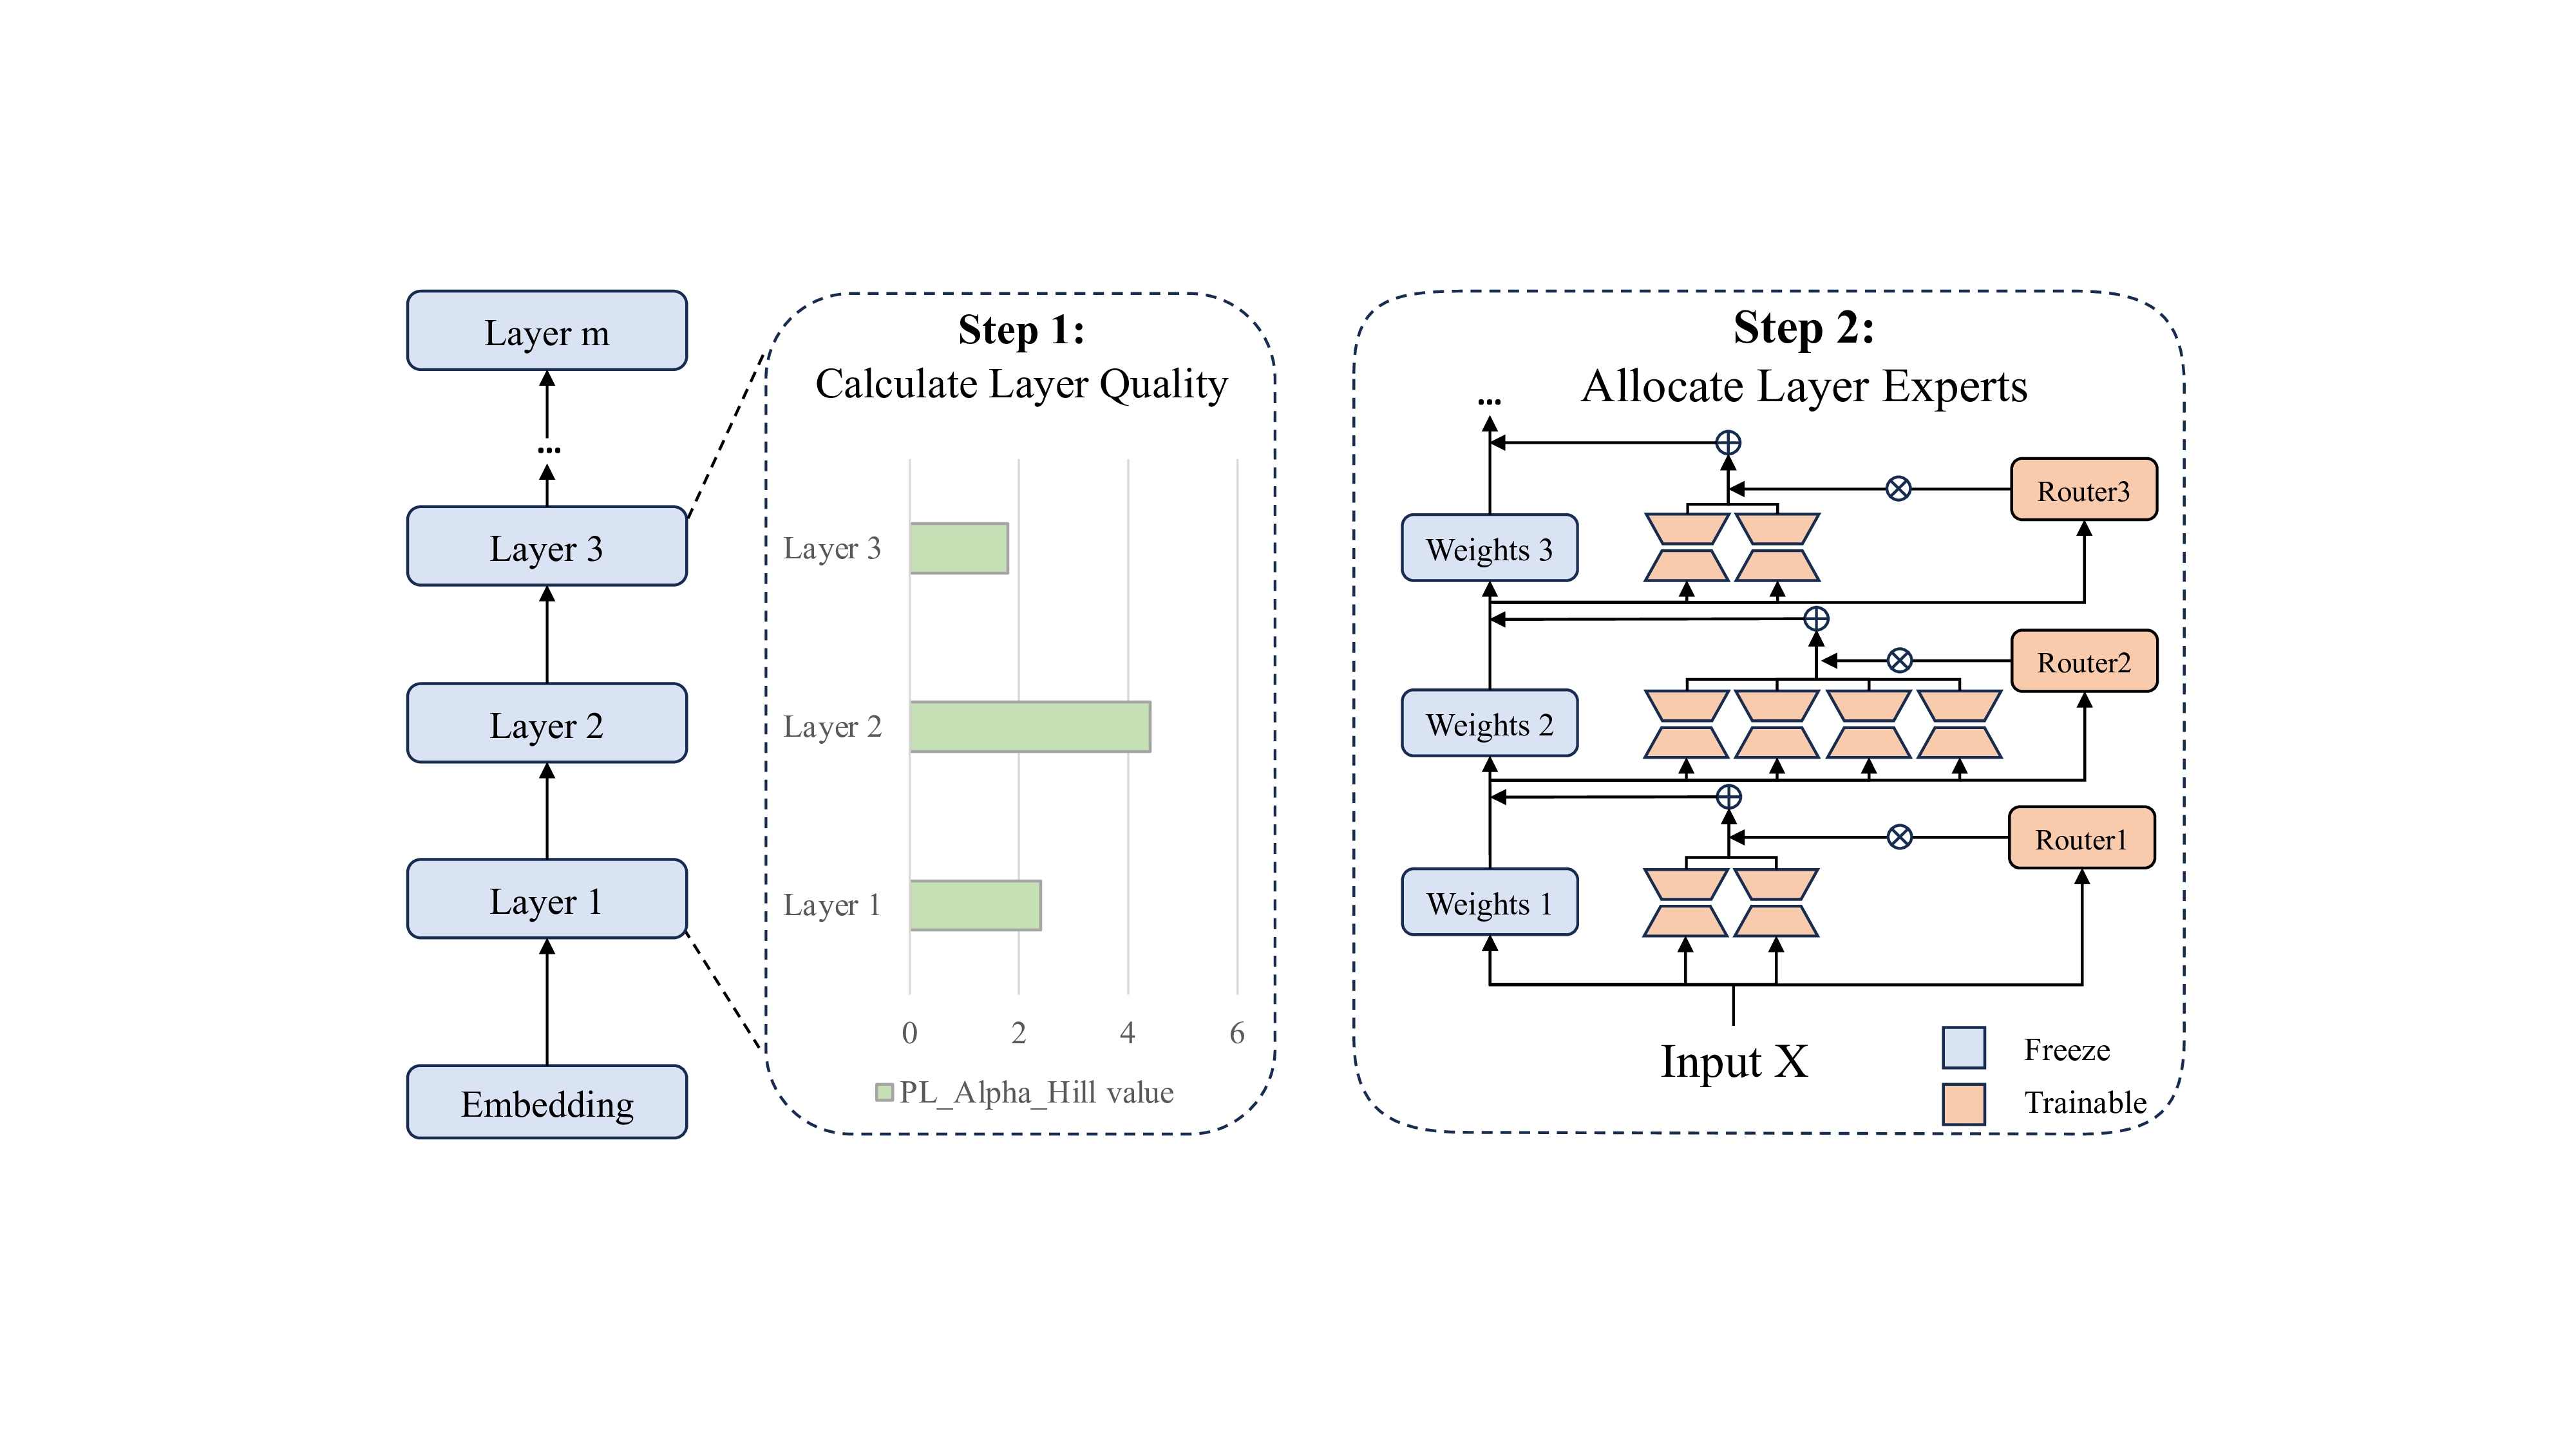 Layer m
...
Layer 3
Layer 2
Layer 1
Embedding
Step 1:
Calculate Layer Quality
Layer 3
Layer 2
Layer 1
0 2 4 6
PL_Alpha_Hill value
Step 2:
Allocate Layer Experts
...
Router3
Weights 3
Router2
Weights 2
Router1
Weights 1
Input X
Freeze
Trainable